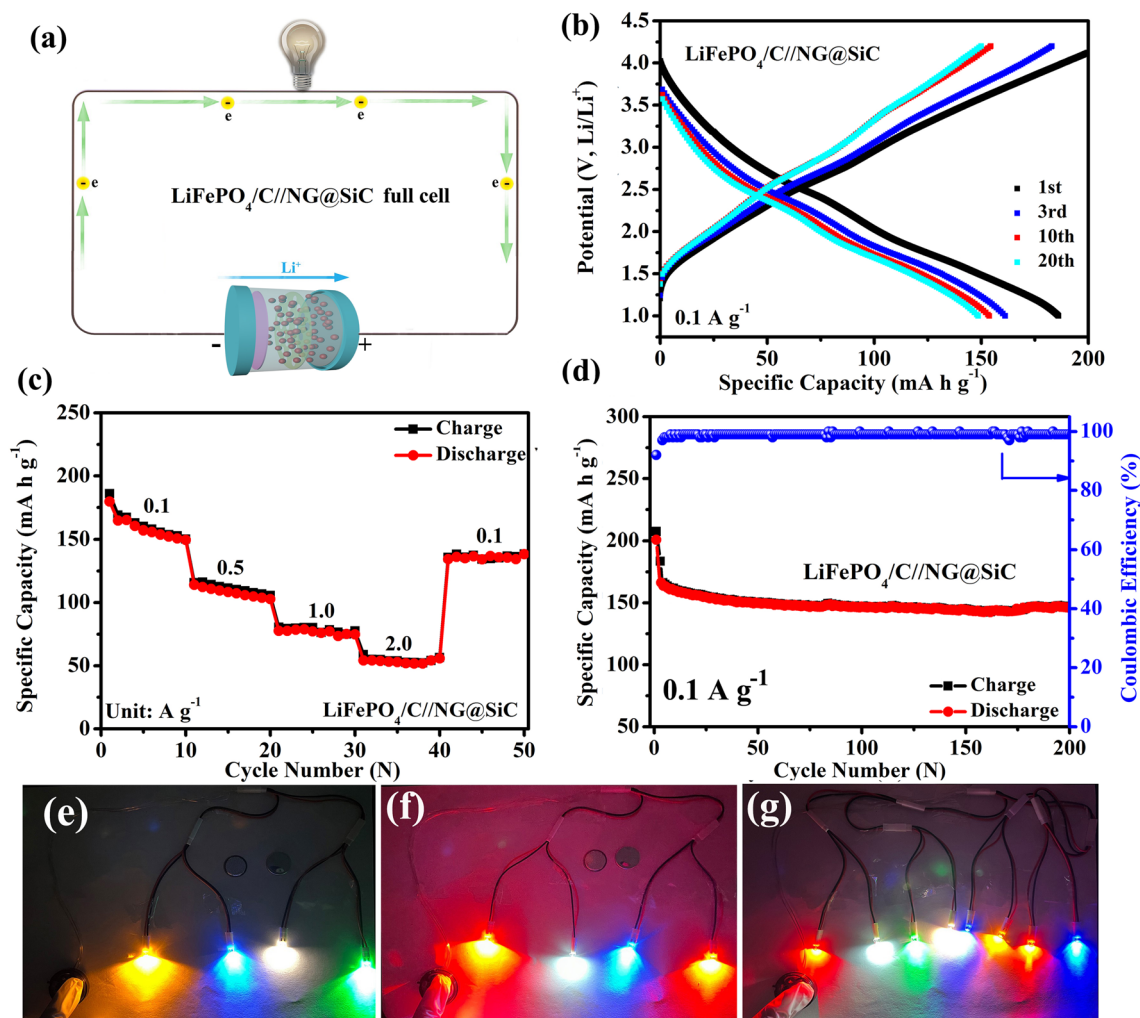 (a)
e
e
e
e
LiFePO₄/C//NG@SiC full cell
Li⁺
-
+
(b)
LiFePO₄/C//NG@SiC
Potential (V, Li/Li⁺)
4.5
4.0
3.5
3.0
2.5
2.0
1.5
1.0
1st
3rd
10th
20th
0.1 A g⁻¹
0
50
100
150
200
Specific Capacity (mA h g⁻¹)
(c)
Specific Capacity (mA h g⁻¹)
250
200
150
100
50
0
Charge
Discharge
0.1
0.5
1.0
2.0
0.1
Unit: A g⁻¹
LiFePO₄/C//NG@SiC
0
10
20
30
40
50
Cycle Number (N)
(d)
Specific Capacity (mA h g⁻¹)
300
250
200
150
100
50
LiFePO₄/C//NG@SiC
0.1 A g⁻¹
Charge
Discharge
100
80
60
40
20
0
Coulombic Efficiency (%)
0
50
100
150
200
Cycle Number (N)
(e)
(f)
(g)